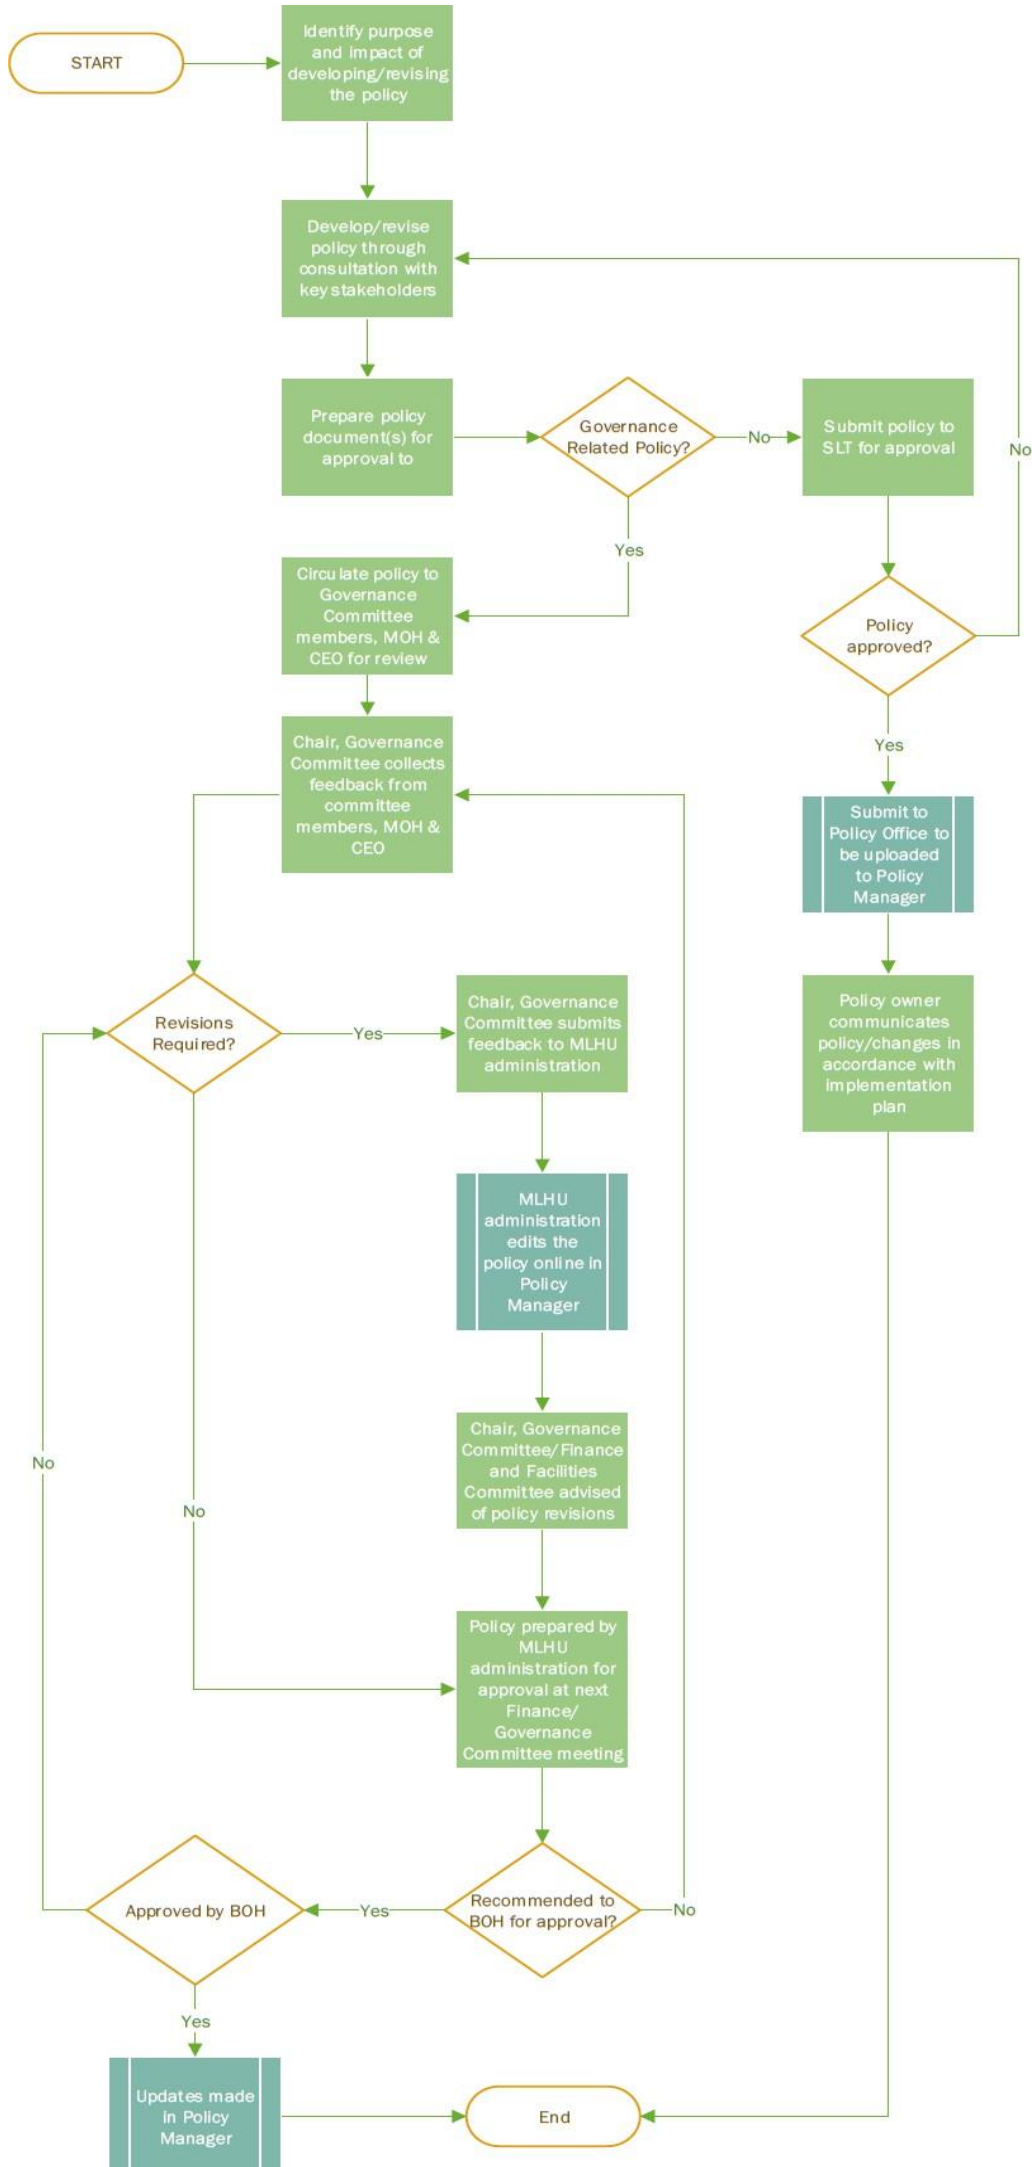 START
Identify purpose
and impact of
developing/revising
the policy
Develop/revise
policy through
consultation with
key stakeholders
Prepare policy
document(s) for
approval to
Governance
Related Policy?
No
Submit policy to
SLT for approval
No
Yes
Circulate policy to
Governance
Committee
members, MOH &
CEO for review
Policy
approved?
Chair, Governance
Committee collects
feedback from
committee
members, MOH &
CEO
Yes
Submit to
Policy Office to
be uploaded
to Policy
Manager
Revisions
Required?
Yes
Chair, Governance
Committee submits
feedback to MLHU
administration
Policy owner
communicates
policy/changes in
accordance with
implementation
plan
MLHU
administration
edits the
policy online in
Policy
Manager
Chair, Governance
Committee/Finance
and Facilities
Committee advised
of policy revisions
No
No
Policy prepared by
MLHU
administration for
approval at next
Finance/
Governance
Committee meeting
Approved by BOH
Yes
Recommended to
BOH for approval?
No
Yes
Updates made
in Policy
Manager
End